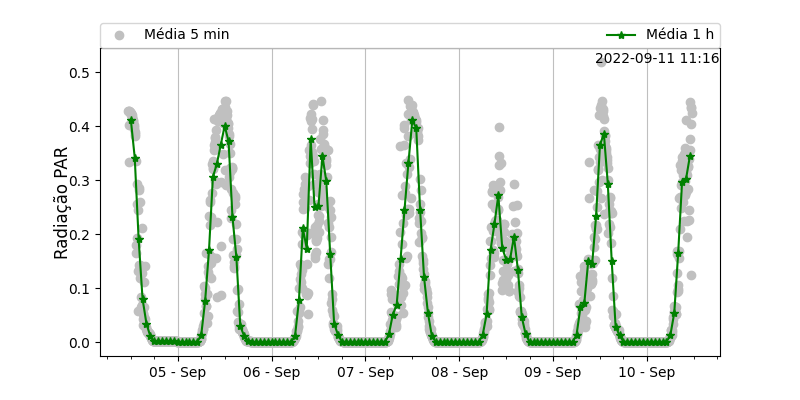 Média 5 min
Média 1 h
2022-09-11 11:16
Radiação PAR
0.5
0.4
0.3
0.2
0.1
0.0
05 - Sep
06 - Sep
07 - Sep
08 - Sep
09 - Sep
10 - Sep